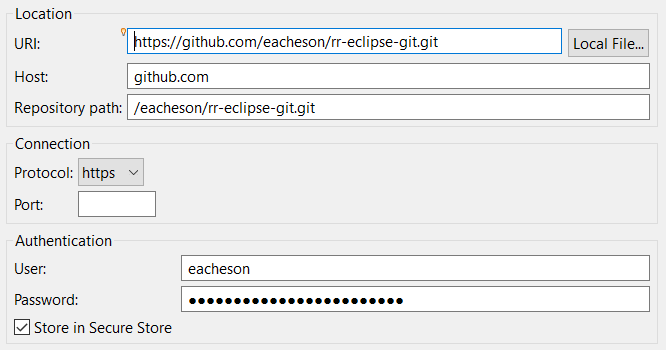 Location
URI: https://github.com/eacheson/rr-eclipse-git.git Local File...
Host: github.com
Repository path: /eacheson/rr-eclipse-git.git
Connection
Protocol: https
Port:
Authentication
User: eacheson
Password: ●●●●●●●●●●●●●●●●●●●●●●●●
Store in Secure Store